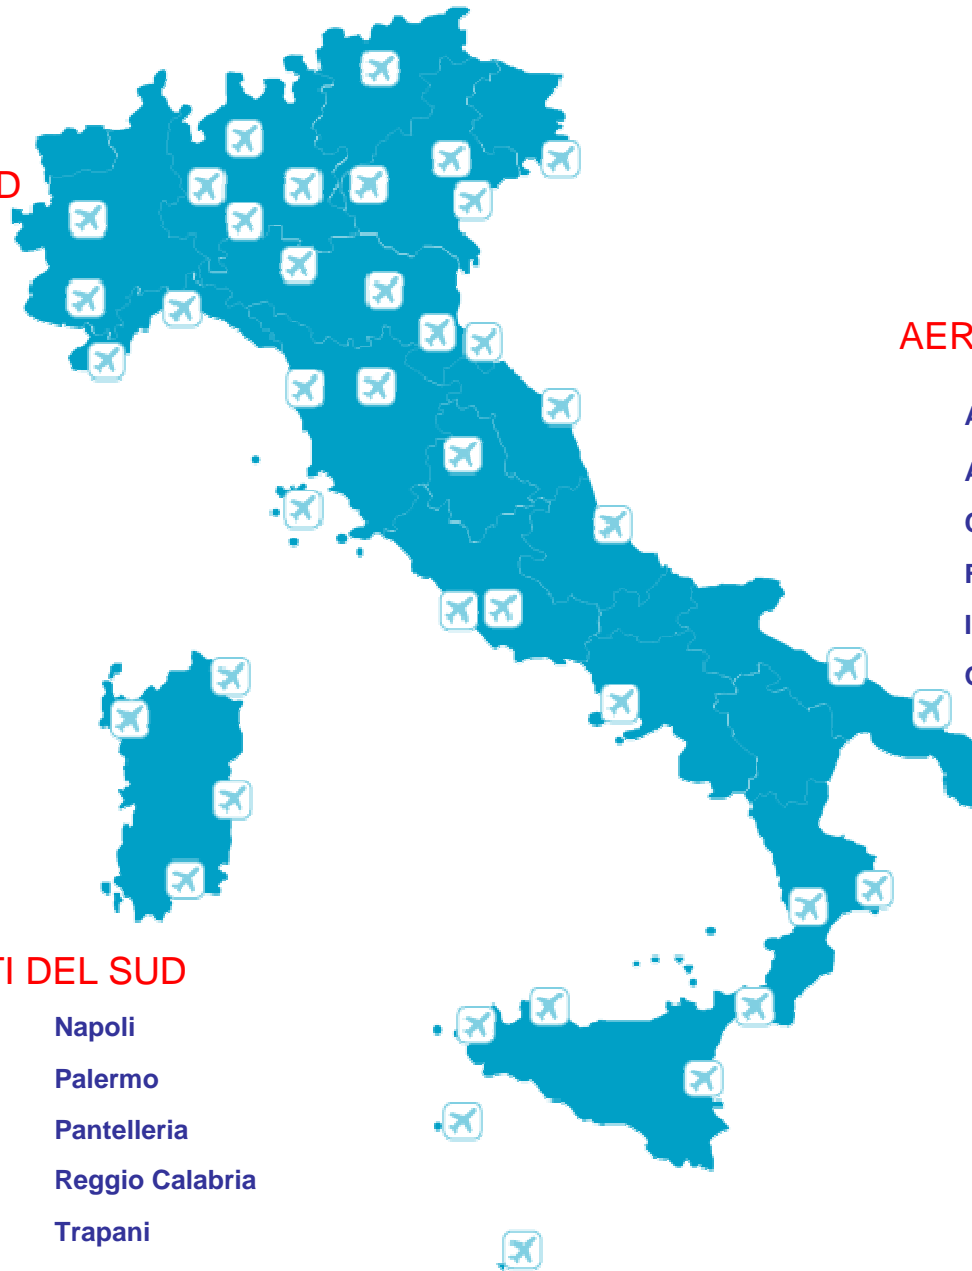 D
AER
A
A
C
F
I
TI DEL SUD
Napoli
Palermo
Pantelleria
Reggio Calabria
Trapani